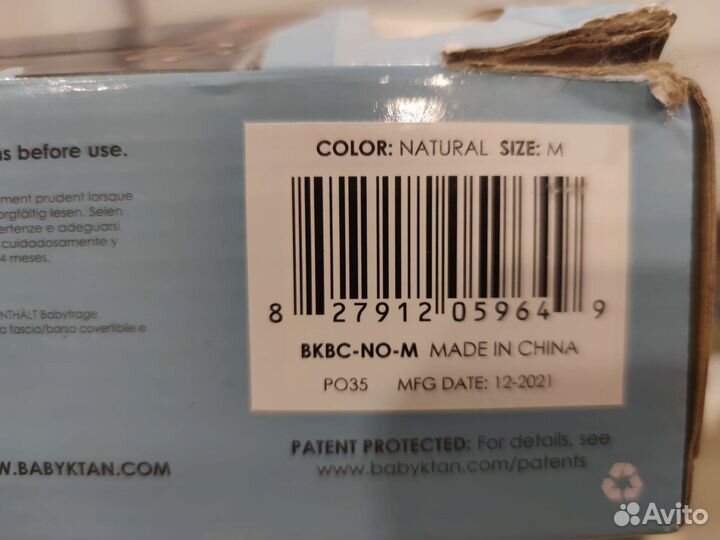 before use.
COLOR: NATURAL SIZE: M
ment prudent lorsque
orgfältig lesen. Seien
ertenze e adeguarsi
cuidadosamente y
4 meses.
8 27912 05964 9
NTHÄLT Babytrage.
fascia/borsa covertibile e
BKBC-NO-M MADE IN CHINA
PO35 MFG DATE: 12-2021
PATENT PROTECTED: For details, see
www.babyktan.com/patents
W.BABYKTAN.COM
Avito